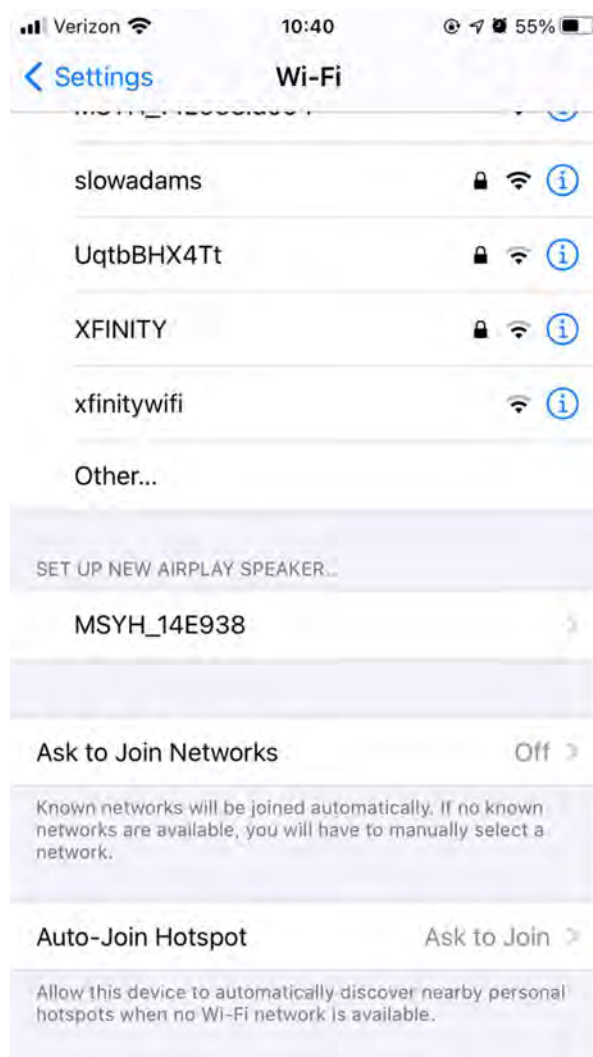 Verizon 10:40 55%
Settings Wi-Fi
slowadams
UqtbBHX4Tt
XFINITY
xfinitywifi
Other...
SET UP NEW AIRPLAY SPEAKER...
MSYH_14E938
Ask to Join Networks Off
Known networks will be joined automatically. If no known
networks are available, you will have to manually select a
network.
Auto-Join Hotspot Ask to Join
Allow this device to automatically discover nearby personal
hotspots when no Wi-Fi network is available.